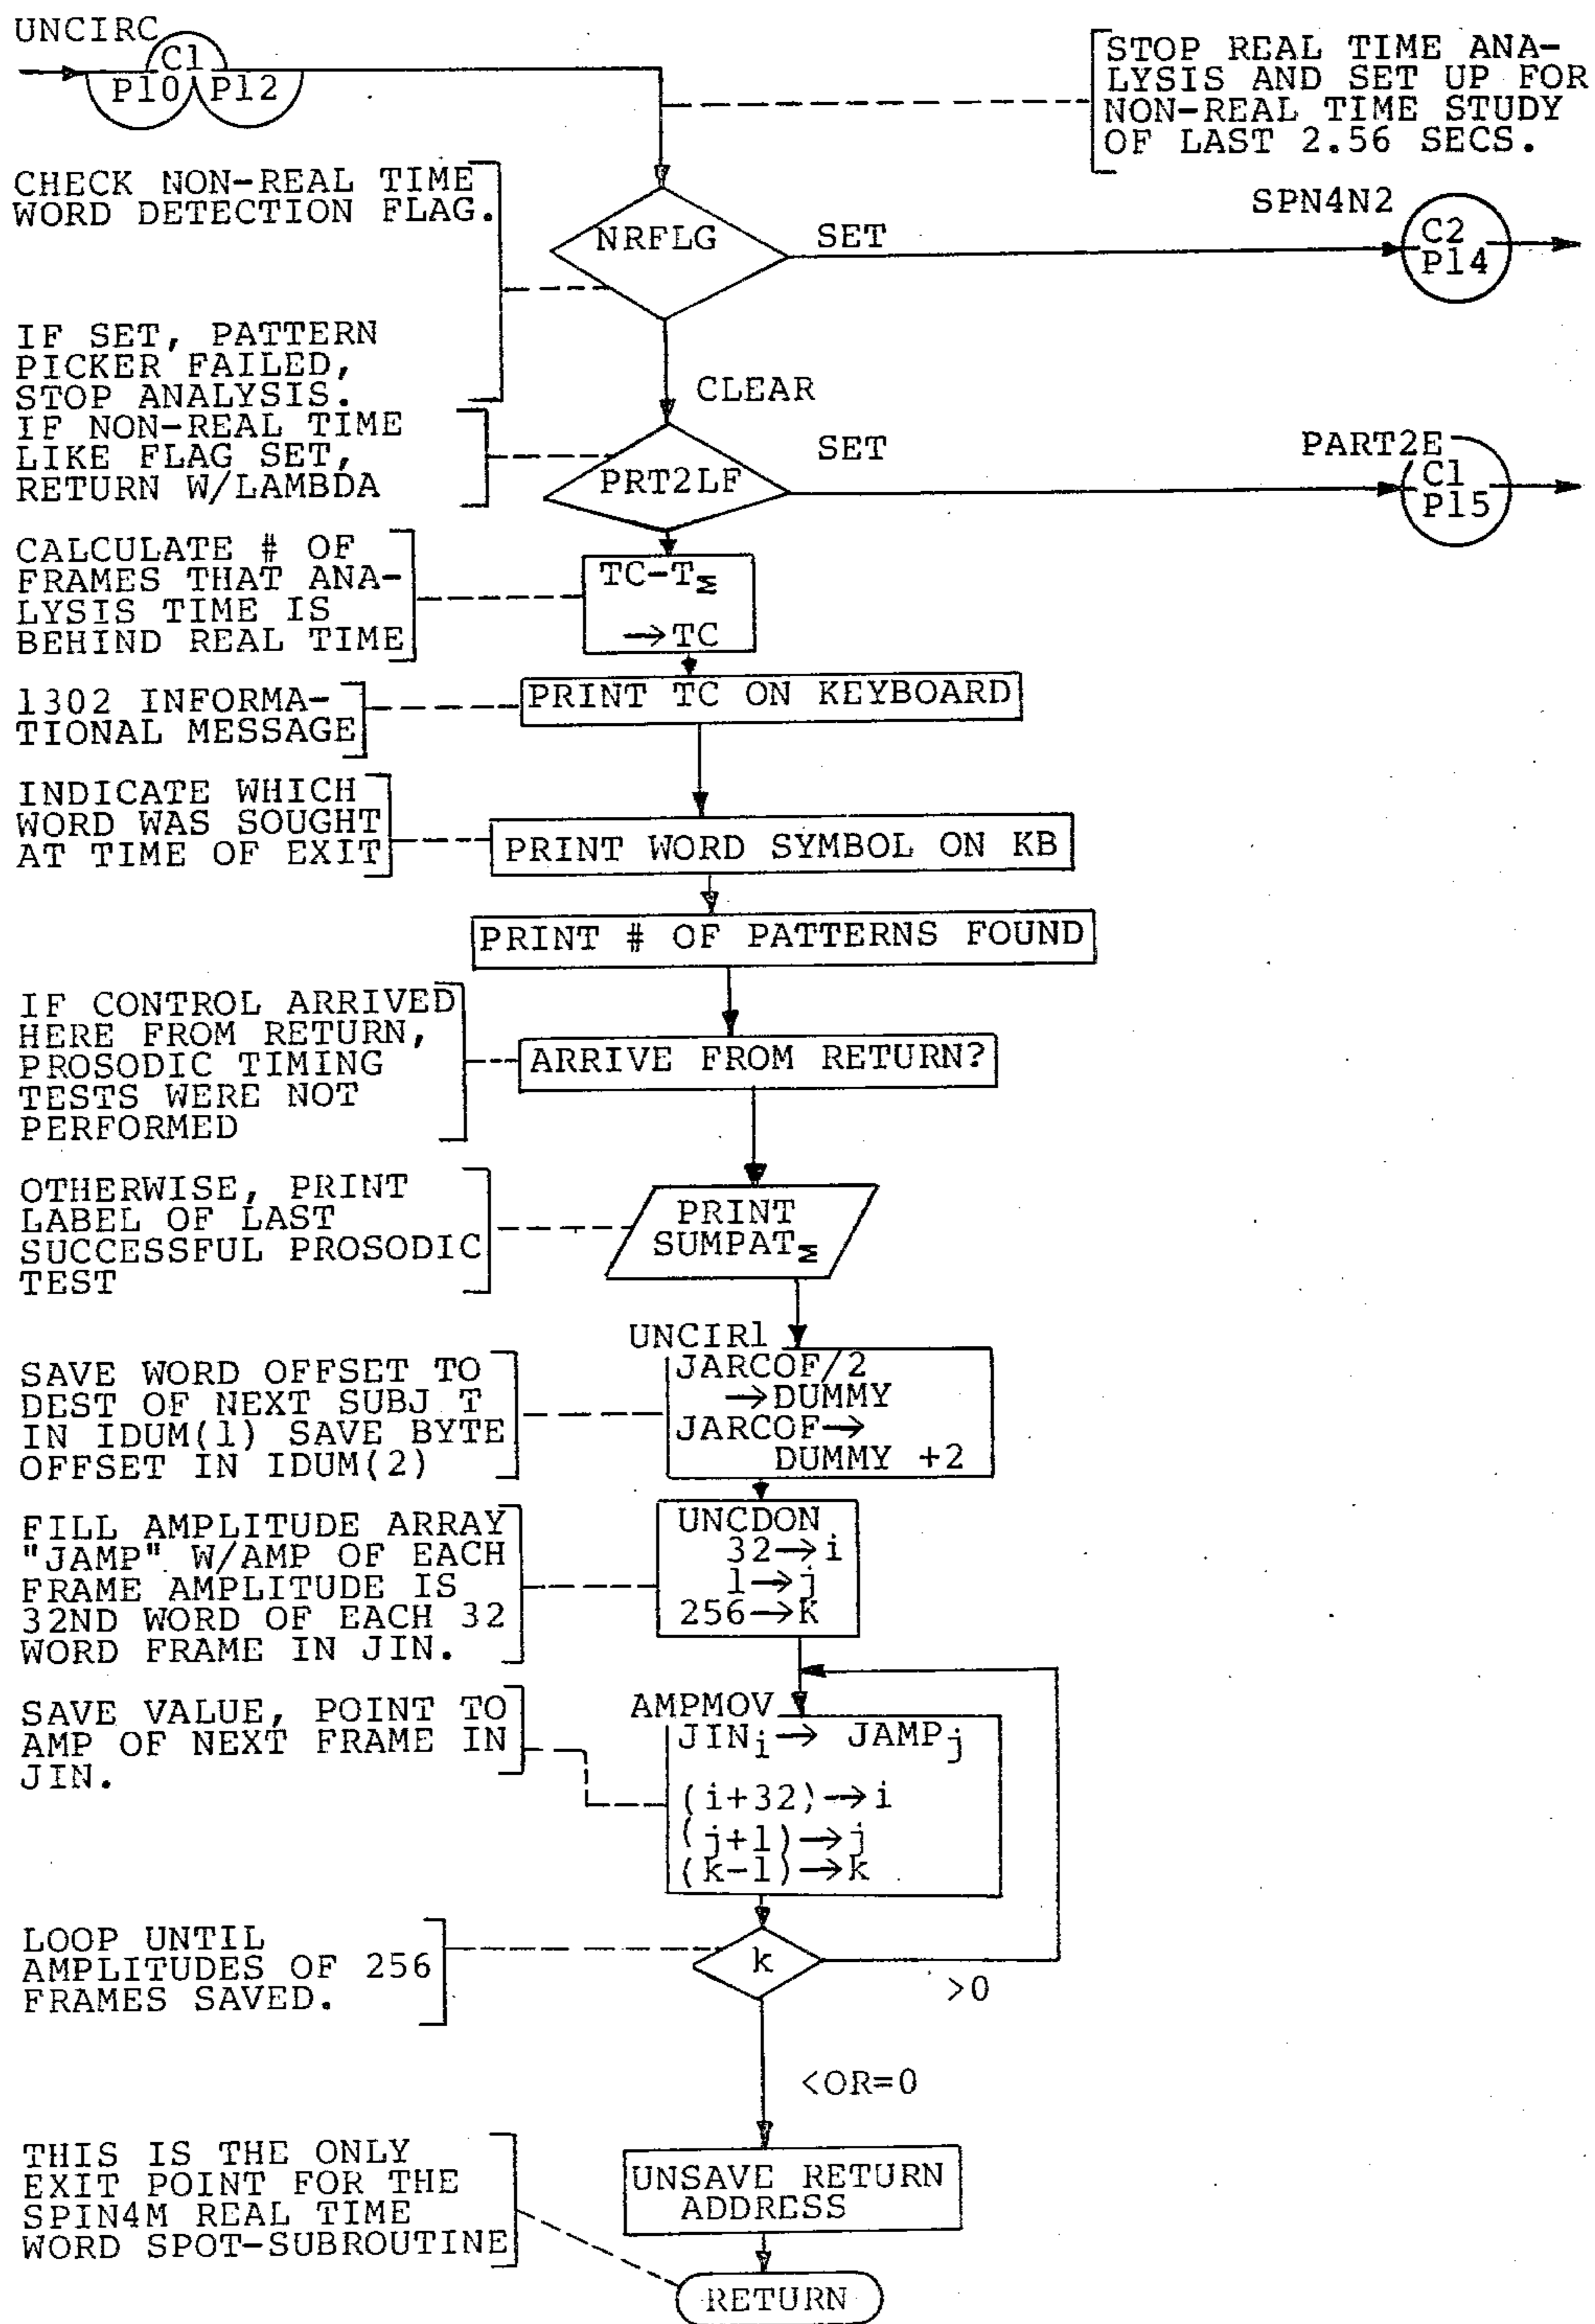 UNCIRC
C1
P10 P12
STOP REAL TIME ANA-
LYSIS AND SET UP FOR
NON-REAL TIME STUDY
OF LAST 2.56 SECS.
CHECK NON-REAL TIME
WORD DETECTION FLAG.
NRFLG
SET
SPN4N2
C2
P14
IF SET, PATTERN
PICKER FAILED,
STOP ANALYSIS.
CLEAR
IF NON-REAL TIME
LIKE FLAG SET,
RETURN W/LAMBDA
PRT2LF
SET
PART2E
C1
P15
CALCULATE # OF
FRAMES THAT ANA-
LYSIS TIME IS
BEHIND REAL TIME
TC-TΣ
→TC
1302 INFORMA-
TIONAL MESSAGE
PRINT TC ON KEYBOARD
INDICATE WHICH
WORD WAS SOUGHT
AT TIME OF EXIT
PRINT WORD SYMBOL ON KB
PRINT # OF PATTERNS FOUND
IF CONTROL ARRIVED
HERE FROM RETURN,
PROSODIC TIMING
TESTS WERE NOT
PERFORMED
ARRIVE FROM RETURN?
OTHERWISE, PRINT
LABEL OF LAST
SUCCESSFUL PROSODIC
TEST
PRINT
SUMPATΣ
UNCIR1
SAVE WORD OFFSET TO
DEST OF NEXT SUBJ T
IN IDUM(1) SAVE BYTE
OFFSET IN IDUM(2)
JARCOF/2
→DUMMY
JARCOF→
DUMMY +2
FILL AMPLITUDE ARRAY
"JAMP" W/AMP OF EACH
FRAME AMPLITUDE IS
32ND WORD OF EACH 32
WORD FRAME IN JIN.
UNCDON
32→i
1→j
256→K
SAVE VALUE, POINT TO
AMP OF NEXT FRAME IN
JIN.
AMPMOV
JINi→ JAMPj
(i+32)→i
(j+1)→j
(k-1)→k
LOOP UNTIL
AMPLITUDES OF 256
FRAMES SAVED.
k
>0
<OR=0
THIS IS THE ONLY
EXIT POINT FOR THE
SPIN4M REAL TIME
WORD SPOT-SUBROUTINE
UNSAVE RETURN
ADDRESS
RETURN